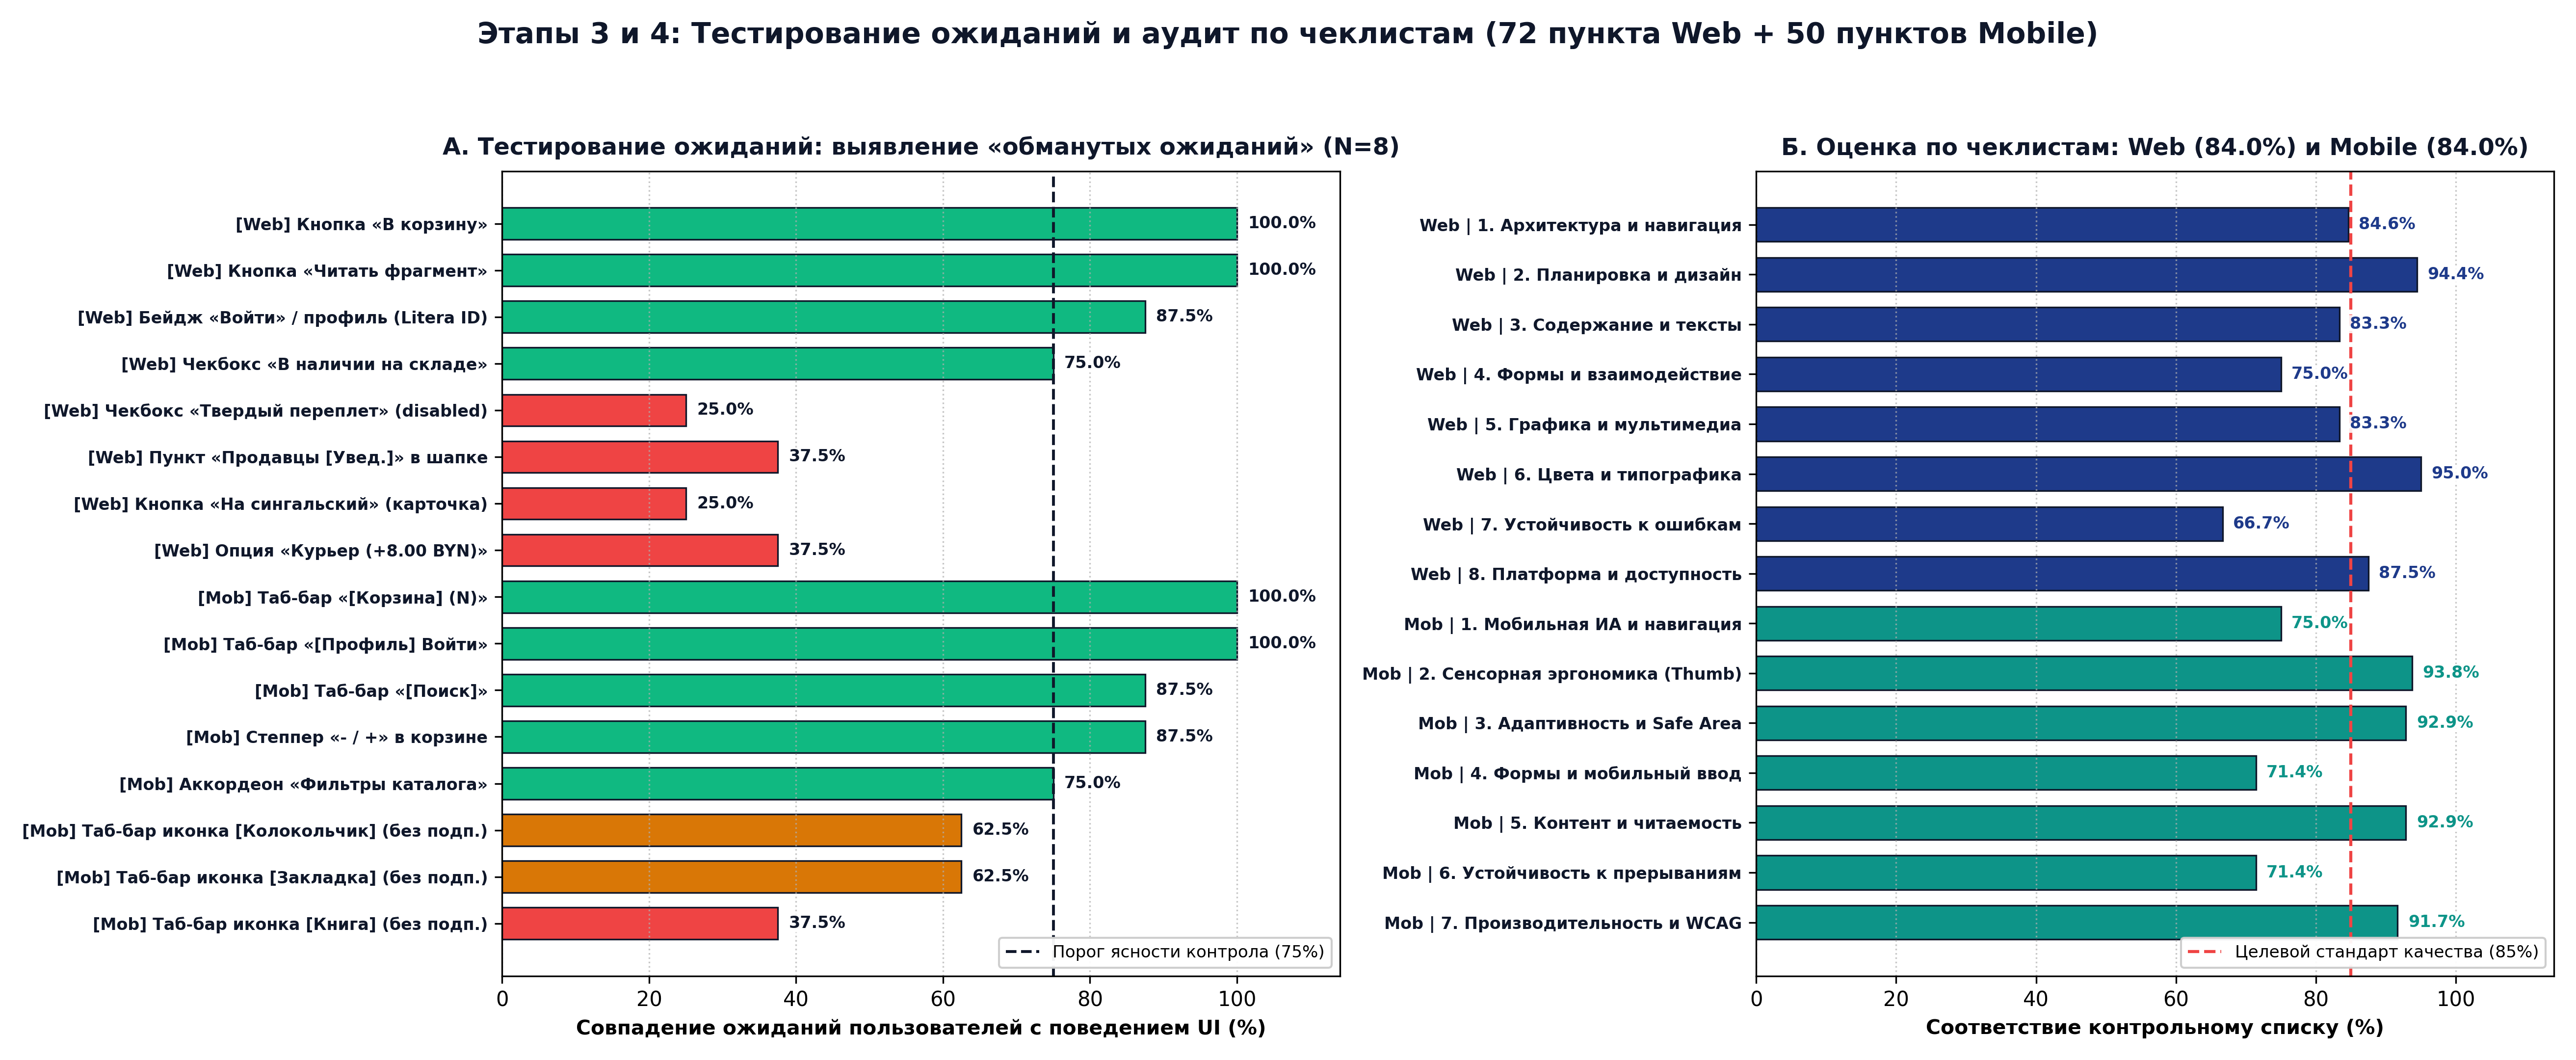 Этапы 3 и 4: Тестирование ожиданий и аудит по чеклистам (72 пункта Web + 50 пунктов Mobile)
А. Тестирование ожиданий: выявление «обманутых ожиданий» (N=8)
[Web] Кнопка «В корзину» 100.0%
[Web] Кнопка «Читать фрагмент» 100.0%
[Web] Бейдж «Войти» / профиль (Litera ID) 87.5%
[Web] Чекбокс «В наличии на складе» 75.0%
[Web] Чекбокс «Твердый переплет» (disabled) 25.0%
[Web] Пункт «Продавцы [Увед.]» в шапке 37.5%
[Web] Кнопка «На сингальский» (карточка) 25.0%
[Web] Опция «Курьер (+8.00 BYN)» 37.5%
[Mob] Таб-бар «[Корзина] (N)» 100.0%
[Mob] Таб-бар «[Профиль] Войти» 100.0%
[Mob] Таб-бар «[Поиск]» 87.5%
[Mob] Степпер «- / +» в корзине 87.5%
[Mob] Аккордеон «Фильтры каталога» 75.0%
[Mob] Таб-бар иконка [Колокольчик] (без подп.) 62.5%
[Mob] Таб-бар иконка [Закладка] (без подп.) 62.5%
[Mob] Таб-бар иконка [Книга] (без подп.) 37.5%
Порог ясности контроля (75%)
0 20 40 60 80 100
Совпадение ожиданий пользователей с поведением UI (%)
Б. Оценка по чеклистам: Web (84.0%) и Mobile (84.0%)
Web | 1. Архитектура и навигация 84.6%
Web | 2. Планировка и дизайн 94.4%
Web | 3. Содержание и тексты 83.3%
Web | 4. Формы и взаимодействие 75.0%
Web | 5. Графика и мультимедиа 83.3%
Web | 6. Цвета и типографика 95.0%
Web | 7. Устойчивость к ошибкам 66.7%
Web | 8. Платформа и доступность 87.5%
Mob | 1. Мобильная ИА и навигация 75.0%
Mob | 2. Сенсорная эргономика (Thumb) 93.8%
Mob | 3. Адаптивность и Safe Area 92.9%
Mob | 4. Формы и мобильный ввод 71.4%
Mob | 5. Контент и читаемость 92.9%
Mob | 6. Устойчивость к прерываниям 71.4%
Mob | 7. Производительность и WCAG 91.7%
Целевой стандарт качества (85%)
0 20 40 60 80 100
Соответствие контрольному списку (%)